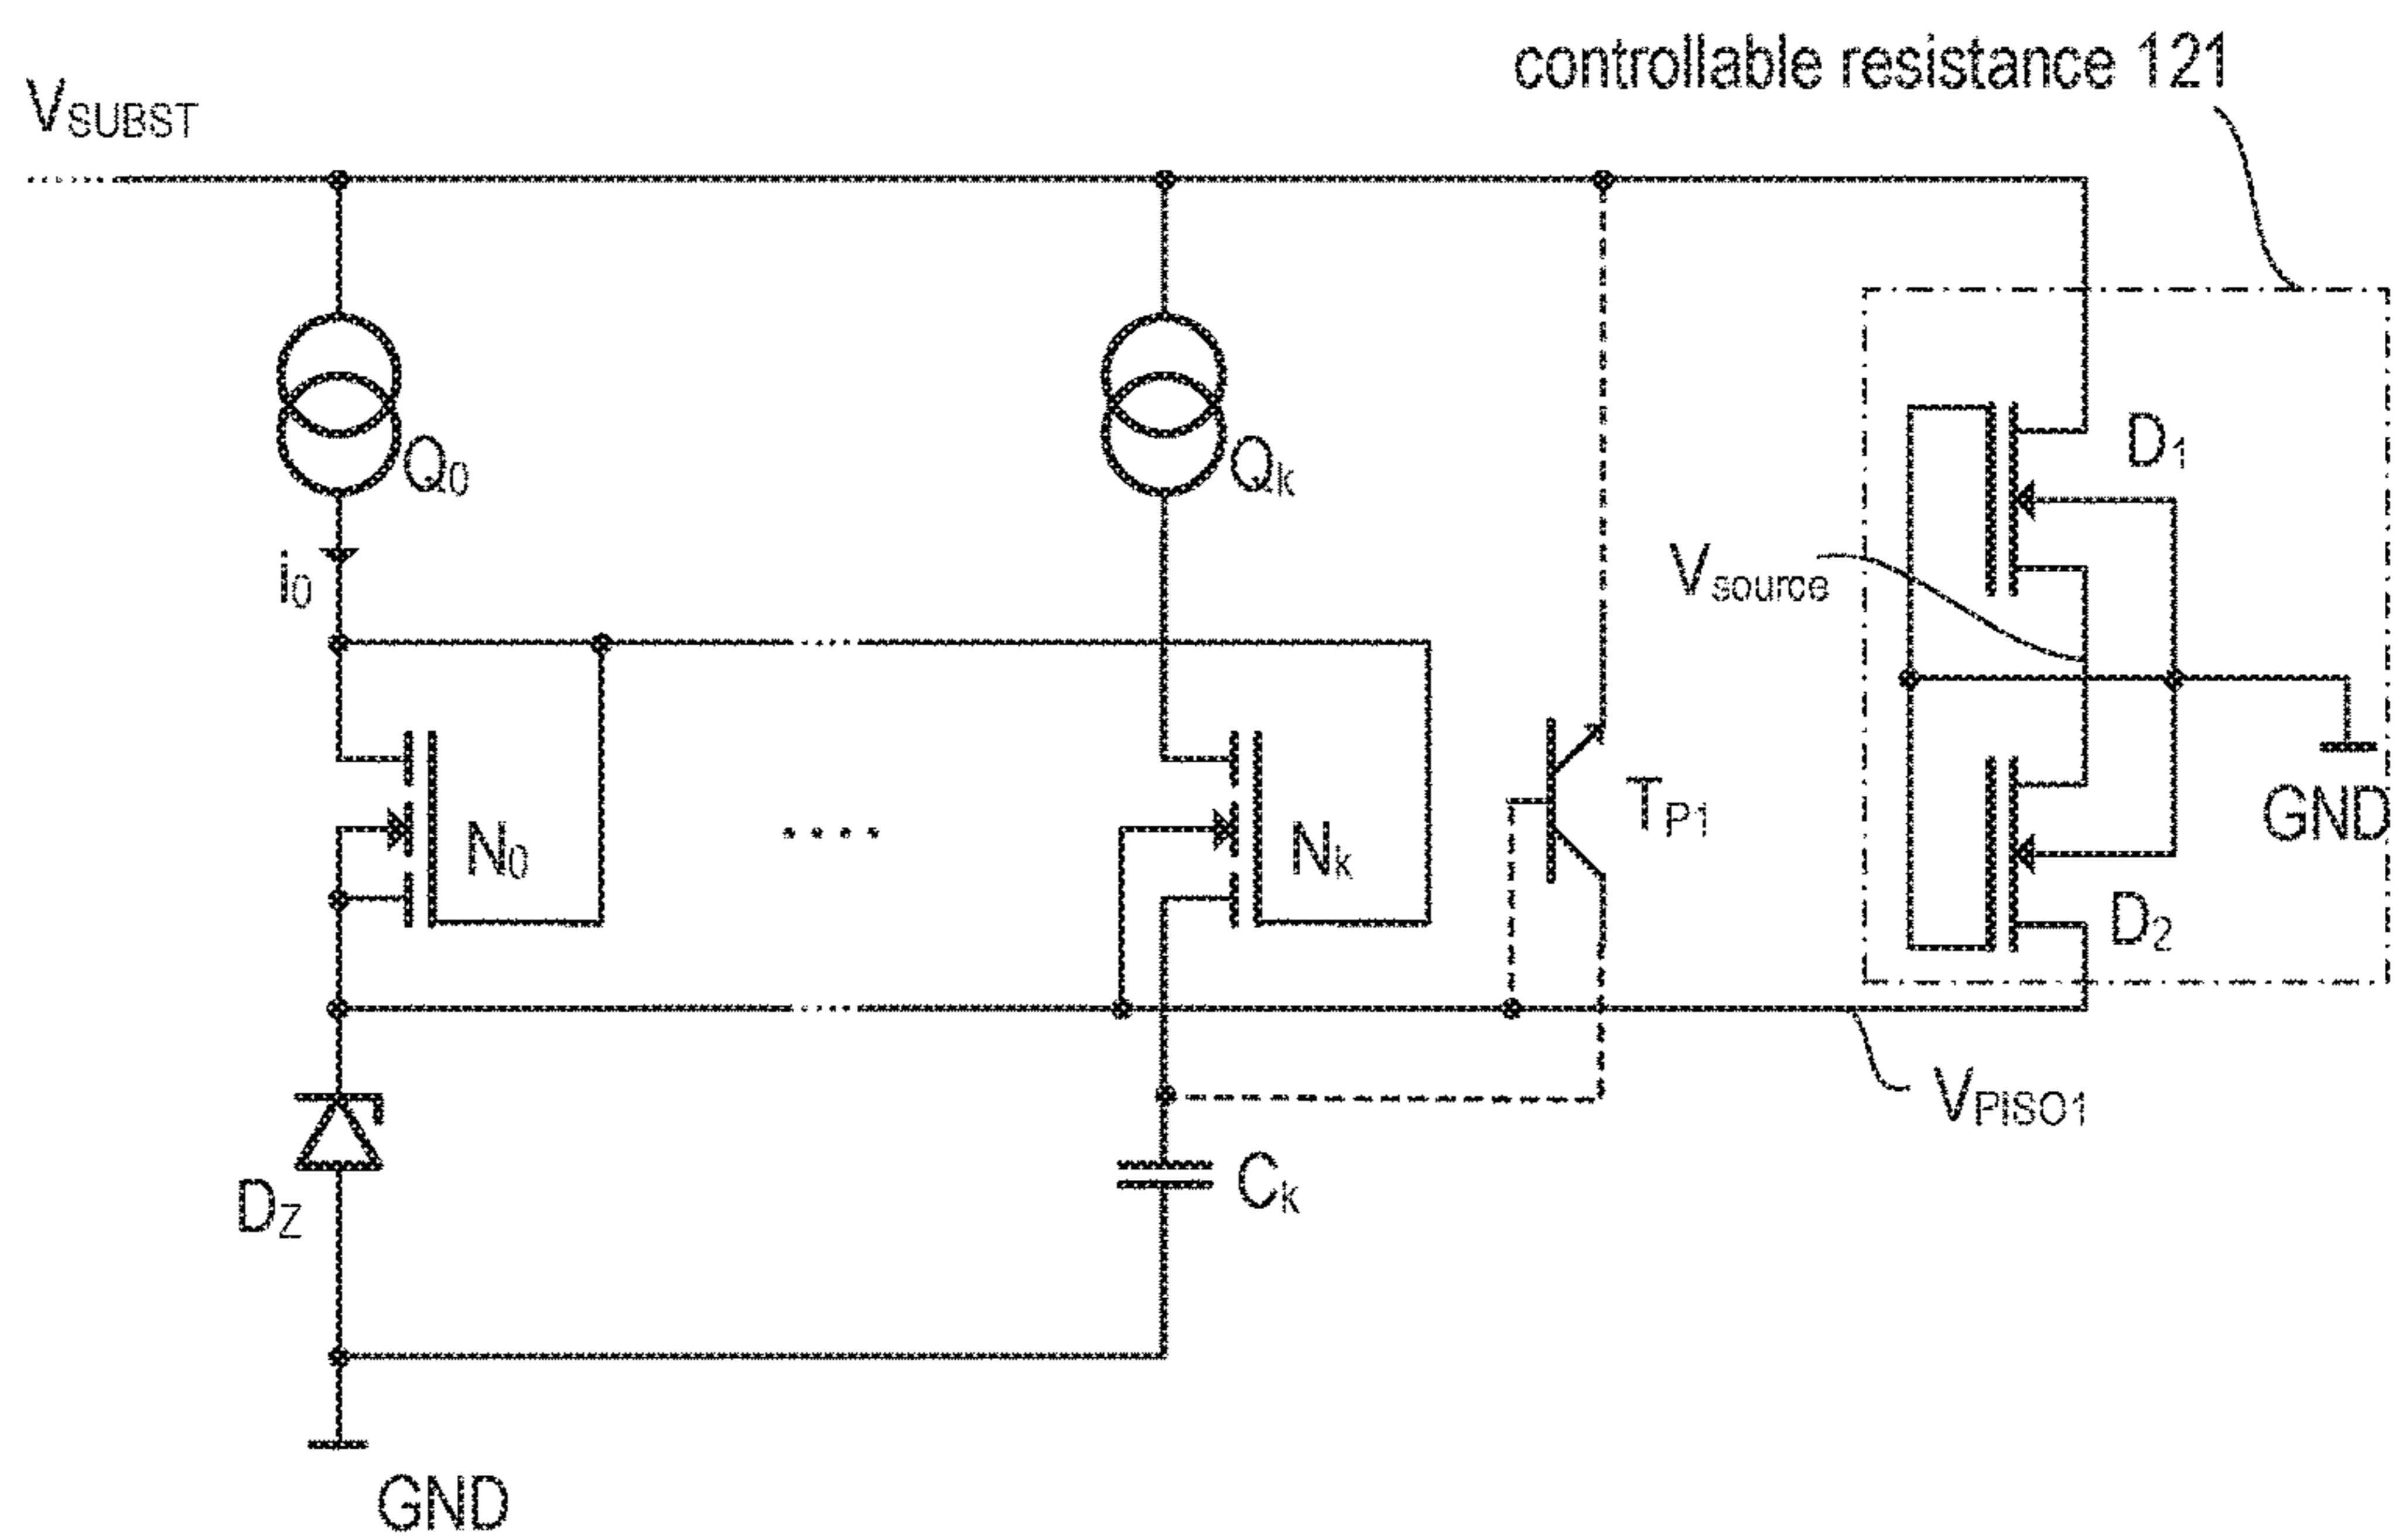 controllable resistance 121
VSUBST
Q0
Qk
D1
i0
Vsource
N0
....
Nk
TP1
GND
D2
VPISO1
DZ
Ck
GND